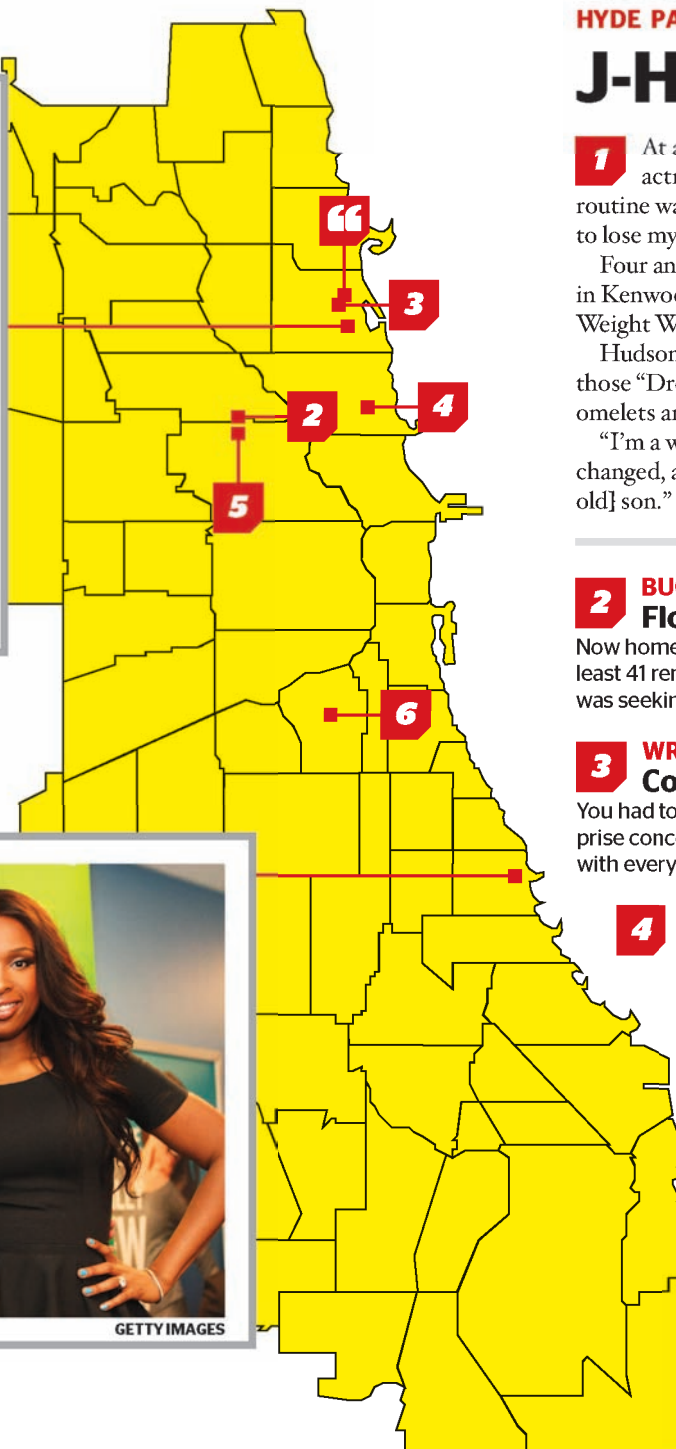 “
3
2
4
5
6
GETTY IMAGES
HYDE PA
J-H
1
At a
actr
routine wa
to lose my
Four an
in Kenwoo
Weight W
Hudson
those “Dr
omelets an
“I’m a w
changed, a
old] son.”
2 BU
Flo
Now home
least 41 ren
was seekin
3 WR
Co
You had to
prise conc
with every
4